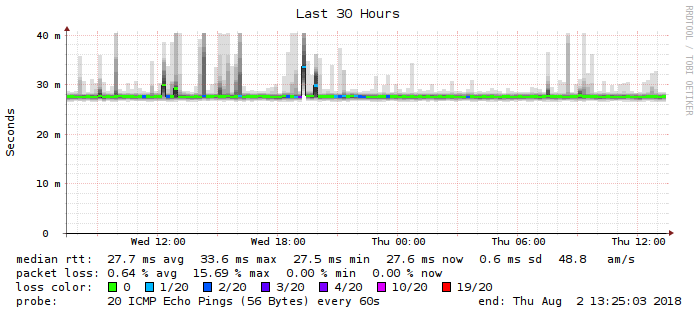 Last 30 Hours
RRDTOOL / TOBI OETIKER
Seconds
40 m
30 m
20 m
10 m
0
Wed 12:00 Wed 18:00 Thu 00:00 Thu 06:00 Thu 12:00
median rtt: 27.7 ms avg 33.6 ms max 27.5 ms min 27.6 ms now 0.6 ms sd 48.8 am/s
packet loss: 0.64 % avg 15.69 % max 0.00 % min 0.00 % now
loss color: 0 1/20 2/20 3/20 4/20 10/20 19/20
probe: 20 ICMP Echo Pings (56 Bytes) every 60s end: Thu Aug 2 13:25:03 2018